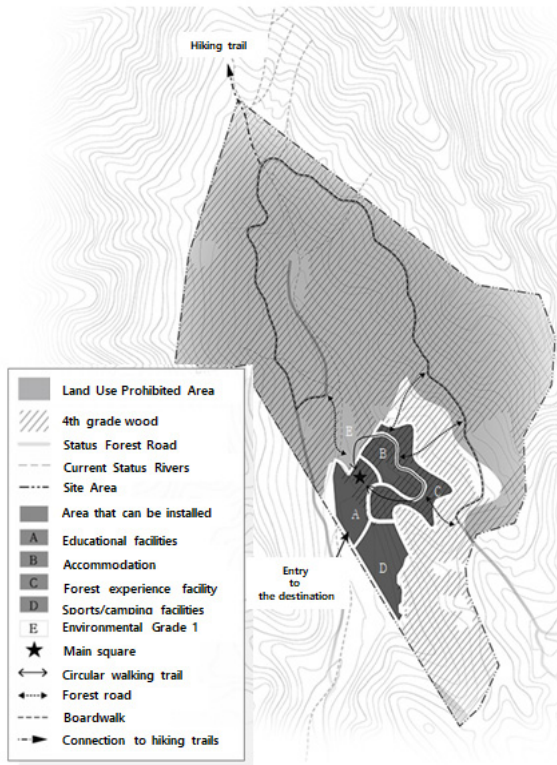 Hiking trail
E
B
C
A
D
Entry
to
the destination
Land Use Prohibited Area
4th grade wood
Status Forest Road
Current Status Rivers
Site Area
Area that can be installed
A Educational facilities
B Accommodation
C Forest experience facility
D Sports/camping facilities
E Environmental Grade 1
Main square
Circular walking trail
Forest road
Boardwalk
Connection to hiking trails